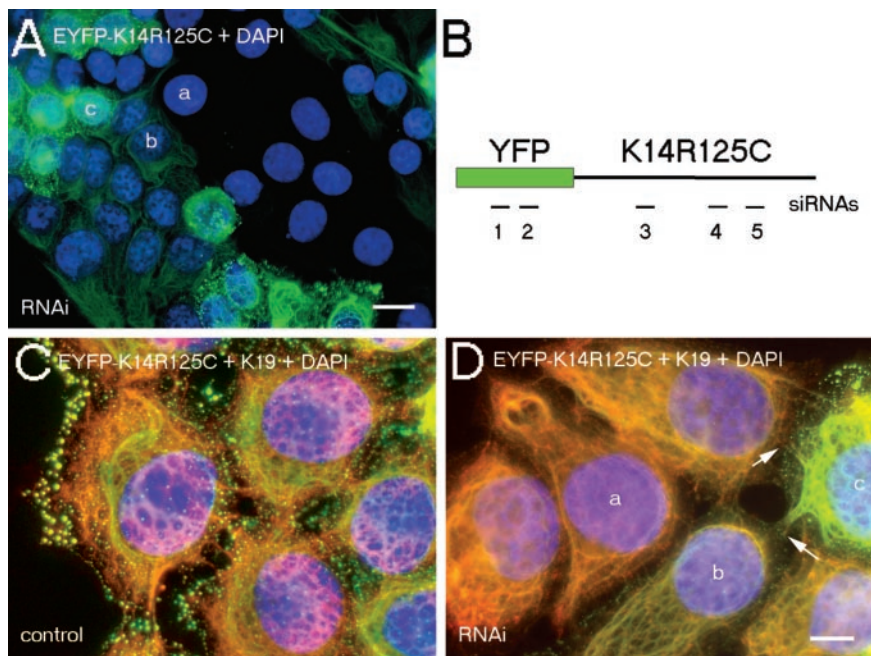 A EYFP-K14R125C + DAPI
a
c
b
RNAi
B
YFP K14R125C
siRNAs
1 2 3 4 5
C EYFP-K14R125C + K19 + DAPI
control
D EYFP-K14R125C + K19 + DAPI
c
a
b
RNAi